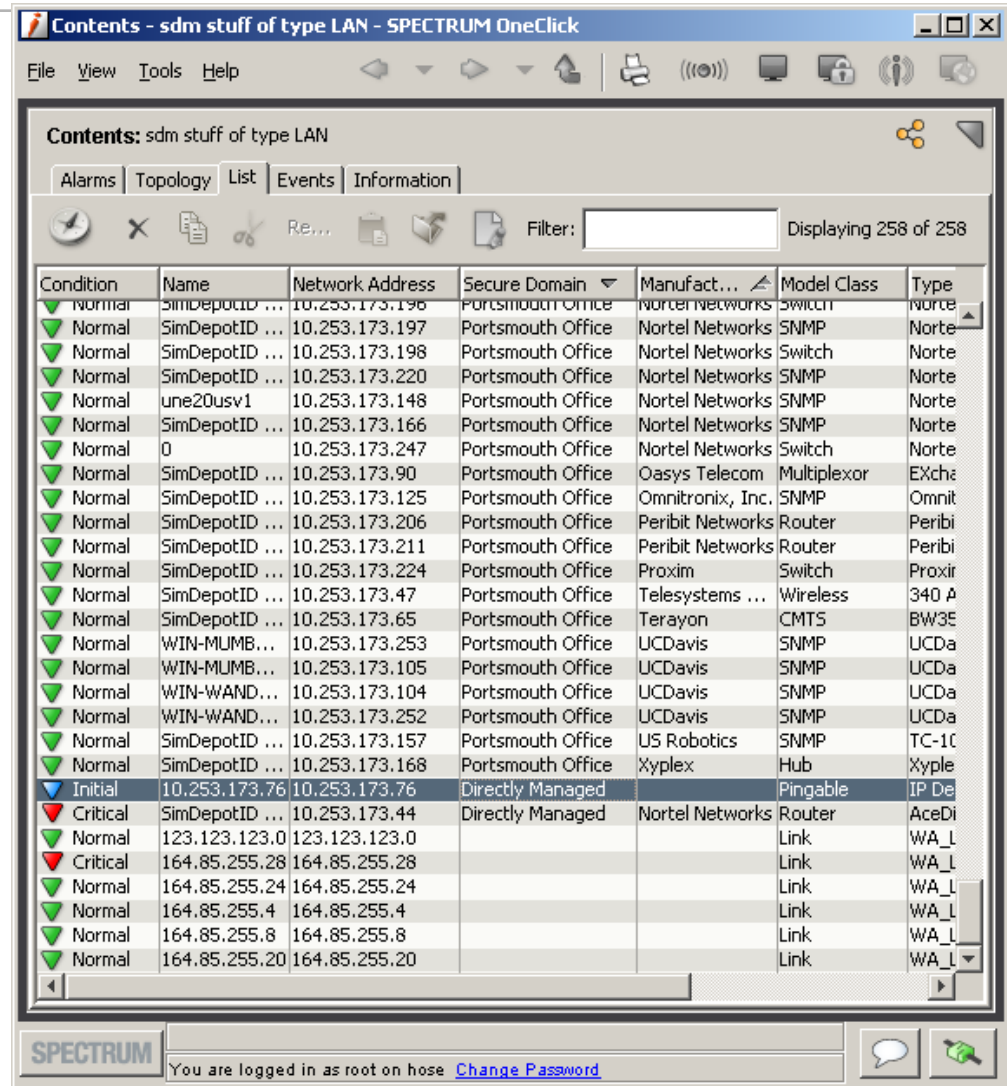 Contents - sdm stuff of type LAN - SPECTRUM OneClick
File View Tools Help
Contents: sdm stuff of type LAN
Alarms Topology List Events Information
Re... Filter: Displaying 258 of 258
Condition Name Network Address Secure Domain Manufact... Model Class Type
Normal SimDepotID ... 10.253.173.196 Portsmouth Office Nortel Networks Switch Norte
Normal SimDepotID ... 10.253.173.197 Portsmouth Office Nortel Networks SNMP Norte
Normal SimDepotID ... 10.253.173.198 Portsmouth Office Nortel Networks Switch Norte
Normal SimDepotID ... 10.253.173.220 Portsmouth Office Nortel Networks SNMP Norte
Normal une20usv1 10.253.173.148 Portsmouth Office Nortel Networks SNMP Norte
Normal SimDepotID ... 10.253.173.166 Portsmouth Office Nortel Networks SNMP Norte
Normal 0 10.253.173.247 Portsmouth Office Nortel Networks Switch Norte
Normal SimDepotID ... 10.253.173.90 Portsmouth Office Oasys Telecom Multiplexor EXcha
Normal SimDepotID ... 10.253.173.125 Portsmouth Office Omnitronix, Inc. SNMP Omnit
Normal SimDepotID ... 10.253.173.206 Portsmouth Office Peribit Networks Router Peribi
Normal SimDepotID ... 10.253.173.211 Portsmouth Office Peribit Networks Router Peribi
Normal SimDepotID ... 10.253.173.224 Portsmouth Office Proxim Switch Proxir
Normal SimDepotID ... 10.253.173.47 Portsmouth Office Telesystems ... Wireless 340 A
Normal SimDepotID ... 10.253.173.65 Portsmouth Office Terayon CMTS BW35
Normal WIN-MUMB... 10.253.173.253 Portsmouth Office UCDavis SNMP UCDa
Normal WIN-MUMB... 10.253.173.105 Portsmouth Office UCDavis SNMP UCDa
Normal WIN-WAND... 10.253.173.104 Portsmouth Office UCDavis SNMP UCDa
Normal WIN-WAND... 10.253.173.252 Portsmouth Office UCDavis SNMP UCDa
Normal SimDepotID ... 10.253.173.157 Portsmouth Office US Robotics SNMP TC-10
Normal SimDepotID ... 10.253.173.168 Portsmouth Office Xyplex Hub Xyple
Initial 10.253.173.76 10.253.173.76 Directly Managed Pingable IP De
Critical SimDepotID ... 10.253.173.44 Directly Managed Nortel Networks Router AceDi
Normal 123.123.123.0 123.123.123.0 Link WA_L
Critical 164.85.255.28 164.85.255.28 Link WA_L
Normal 164.85.255.24 164.85.255.24 Link WA_L
Normal 164.85.255.4 164.85.255.4 Link WA_L
Normal 164.85.255.8 164.85.255.8 Link WA_L
Normal 164.85.255.20 164.85.255.20 Link WA_L
SPECTRUM
You are logged in as root on hose Change Password